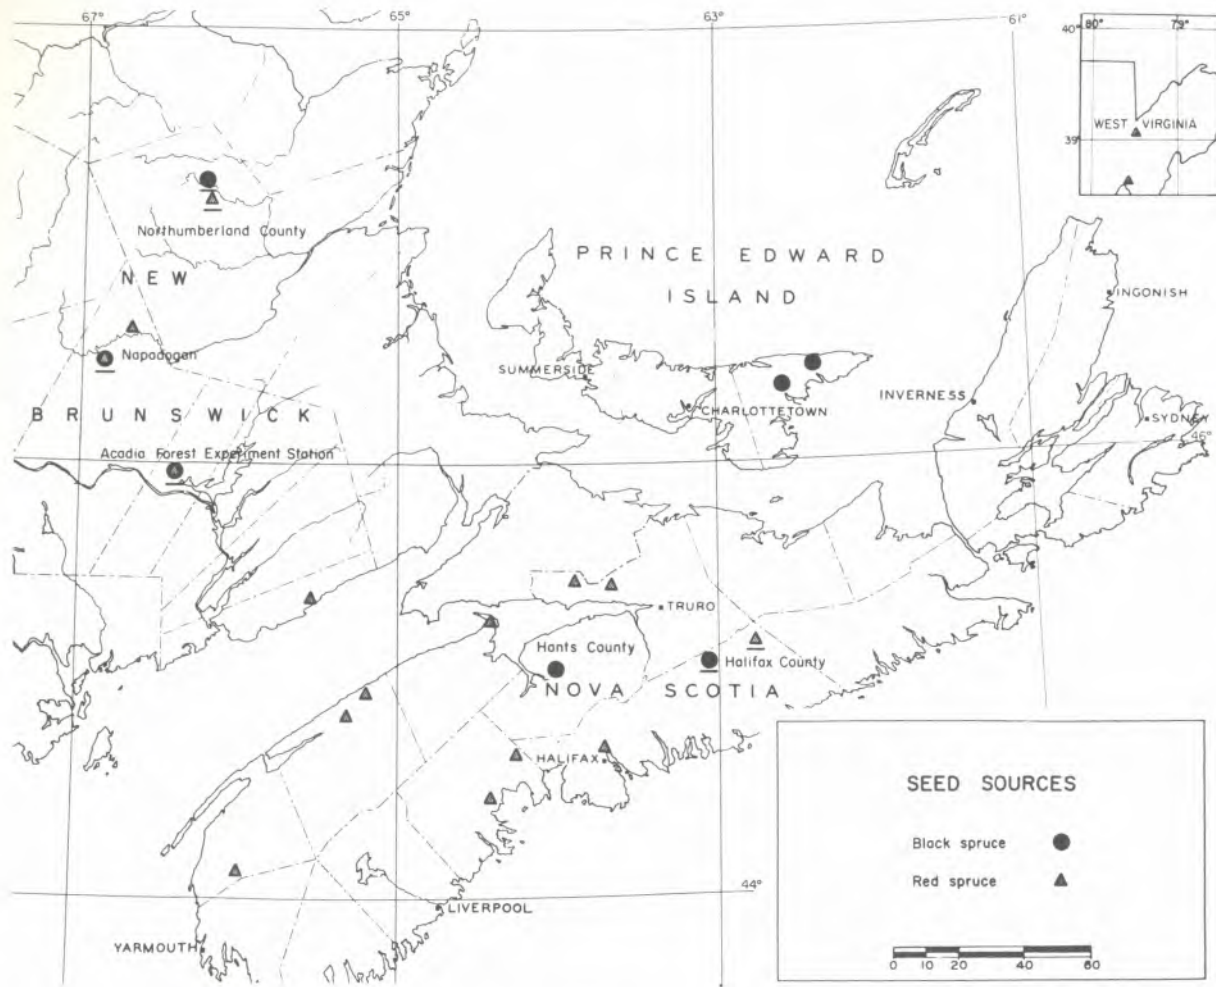 67°
65°
63°
61°
80°
79°
40°
39°
WEST VIRGINIA
Northumberland County
NEW
PRINCE EDWARD
ISLAND
INGONISH
Napadogan
SUMMERSIDE
CHARLOTTETOWN
INVERNESS
SYDNEY
46°
BRUNSWICK
Acadia Forest Experiment Station
TRURO
Hants County
Halifax County
NOVA SCOTIA
HALIFAX
SEED SOURCES
Black spruce
Red spruce
44°
LIVERPOOL
YARMOUTH
0 10 20 40 60